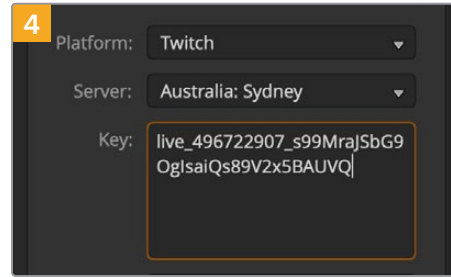 4
Platform: Twitch
Server: Australia: Sydney
Key: live_496722907_s99MraJSbG9
OgIsaiQs89V2x5BAUVQ